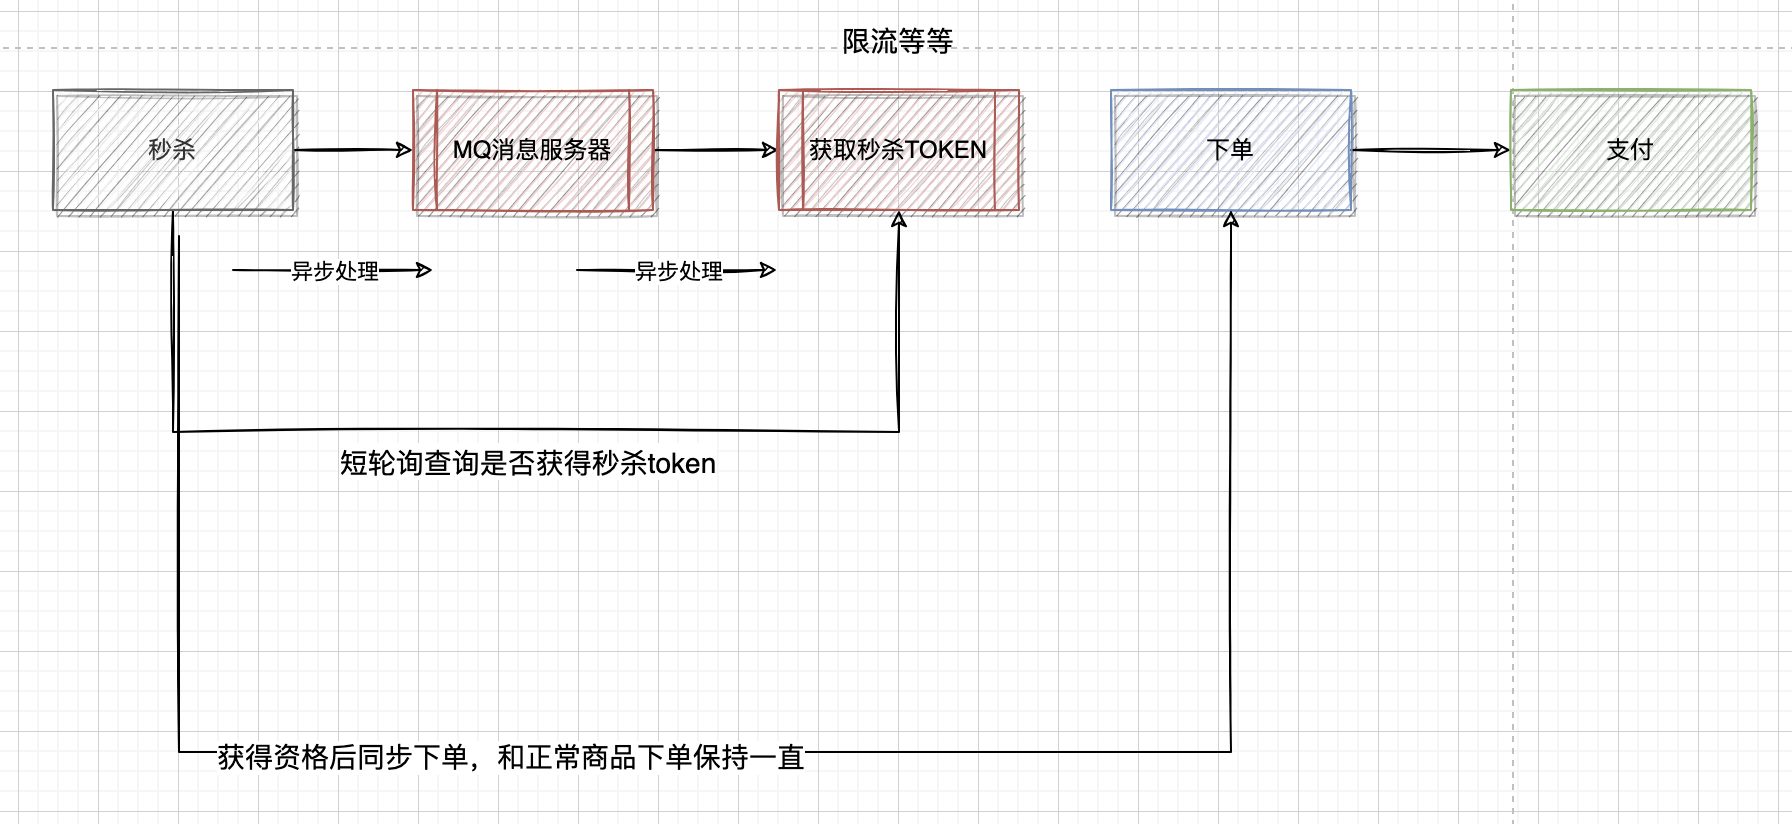 限流等等
秒杀
MQ消息服务器
获取秒杀TOKEN
下单
支付
异步处理
异步处理
短轮询查询是否获得秒杀token
获得资格后同步下单，和正常商品下单保持一直